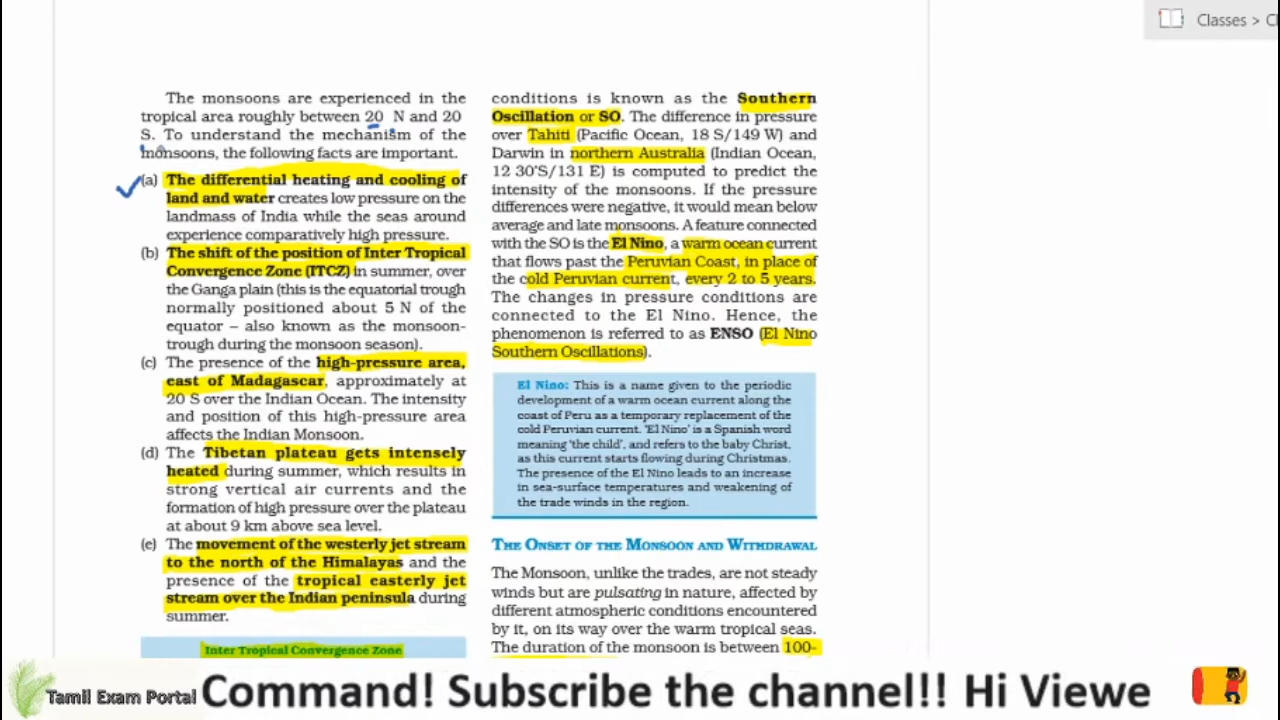 Classes > C
The monsoons are experienced in the
tropical area roughly between 20 N and 20
S. To understand the mechanism of the
monsoons, the following facts are important.
(a) The differential heating and cooling of
land and water creates low pressure on the
landmass of India while the seas around
experience comparatively high pressure.
(b) The shift of the position of Inter Tropical
Convergence Zone (ITCZ) in summer, over
the Ganga plain (this is the equatorial trough
normally positioned about 5 N of the
equator – also known as the monsoon-
trough during the monsoon season).
(c) The presence of the high-pressure area,
east of Madagascar, approximately at
20 S over the Indian Ocean. The intensity
and position of this high-pressure area
affects the Indian Monsoon.
(d) The Tibetan plateau gets intensely
heated during summer, which results in
strong vertical air currents and the
formation of high pressure over the plateau
at about 9 km above sea level.
(e) The movement of the westerly jet stream
to the north of the Himalayas and the
presence of the tropical easterly jet
stream over the Indian peninsula during
summer.
Inter Tropical Convergence Zone
conditions is known as the Southern
Oscillation or SO. The difference in pressure
over Tahiti (Pacific Ocean, 18 S/149 W) and
Darwin in northern Australia (Indian Ocean,
12 30'S/131 E) is computed to predict the
intensity of the monsoons. If the pressure
differences were negative, it would mean below
average and late monsoons. A feature connected
with the SO is the El Nino, a warm ocean current
that flows past the Peruvian Coast, in place of
the cold Peruvian current, every 2 to 5 years.
The changes in pressure conditions are
connected to the El Nino. Hence, the
phenomenon is referred to as ENSO (El Nino
Southern Oscillations).
El Nino: This is a name given to the periodic
development of a warm ocean current along the
coast of Peru as a temporary replacement of the
cold Peruvian current. 'El Nino' is a Spanish word
meaning 'the child', and refers to the baby Christ,
as this current starts flowing during Christmas.
The presence of the El Nino leads to an increase
in sea-surface temperatures and weakening of
the trade winds in the region.
THE ONSET OF THE MONSOON AND WITHDRAWAL
The Monsoon, unlike the trades, are not steady
winds but are pulsating in nature, affected by
different atmospheric conditions encountered
by it, on its way over the warm tropical seas.
The duration of the monsoon is between 100-
Tamil Exam Portal
Command! Subscribe the channel!! Hi Viewe